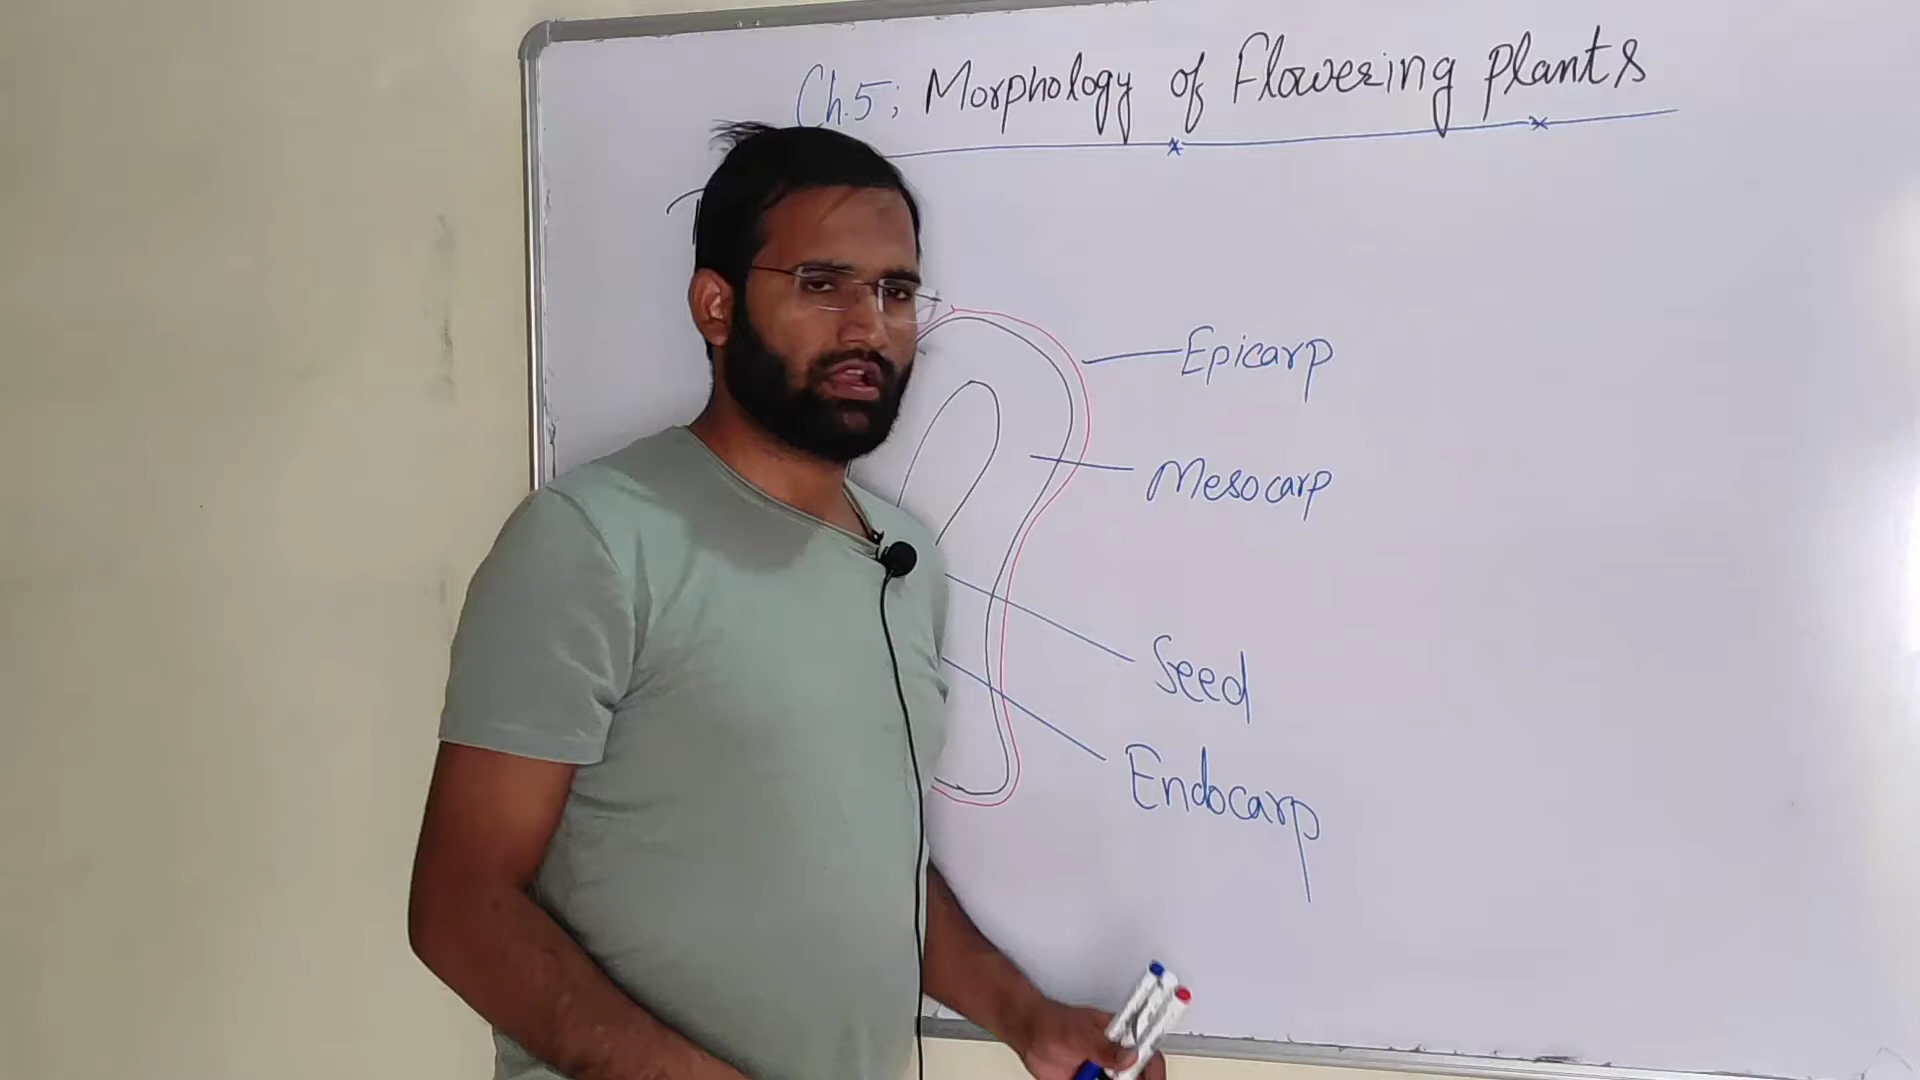 Ch.5; Morphology of Flowering plants
Epicarp
Mesocarp
Seed
Endocarp